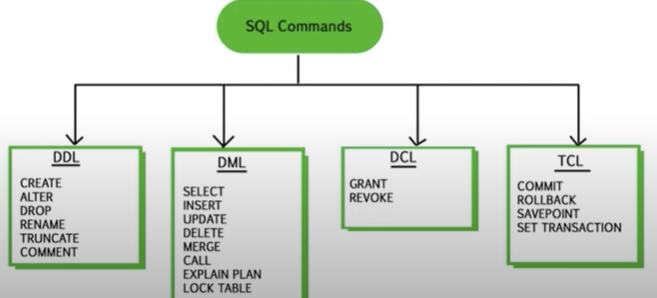 SQL Commands
DDL
CREATE
ALTER
DROP
RENAME
TRUNCATE
COMMENT
DML
SELECT
INSERT
UPDATE
DELETE
MERGE
CALL
EXPLAIN PLAN
LOCK TABLE
DCL
GRANT
REVOKE
TCL
COMMIT
ROLLBACK
SAVEPOINT
SET TRANSACTION